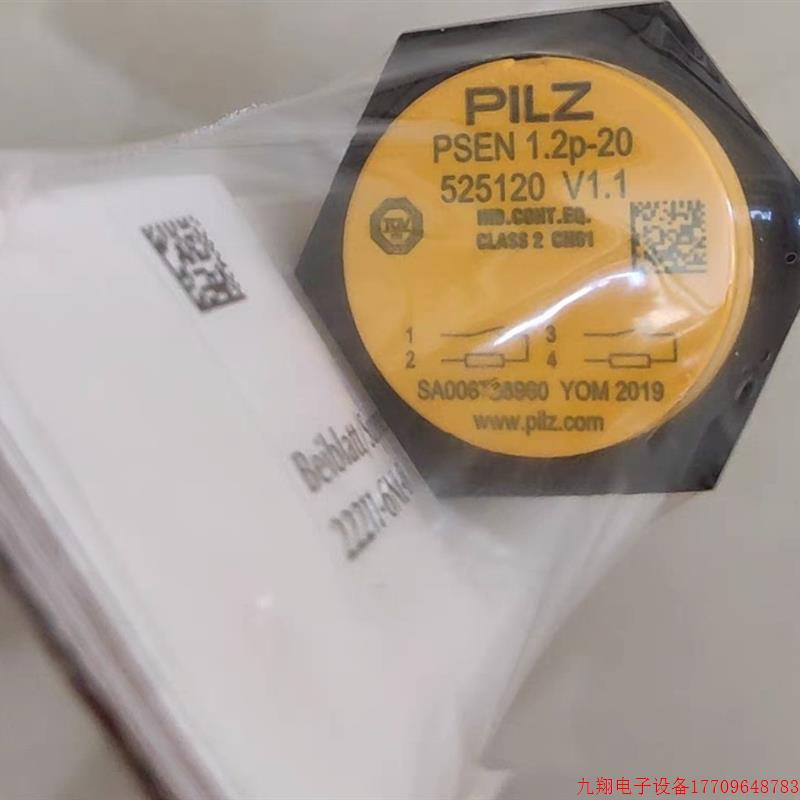 PILZ
PSEN 1.2p-20
525120 V1.1
TÜV
IND.CONT.EQ.
CLASS 2
1
3
2
4
YOM 2019
www.pilz.com
Beiblatt/
九翔电子设备17709648783